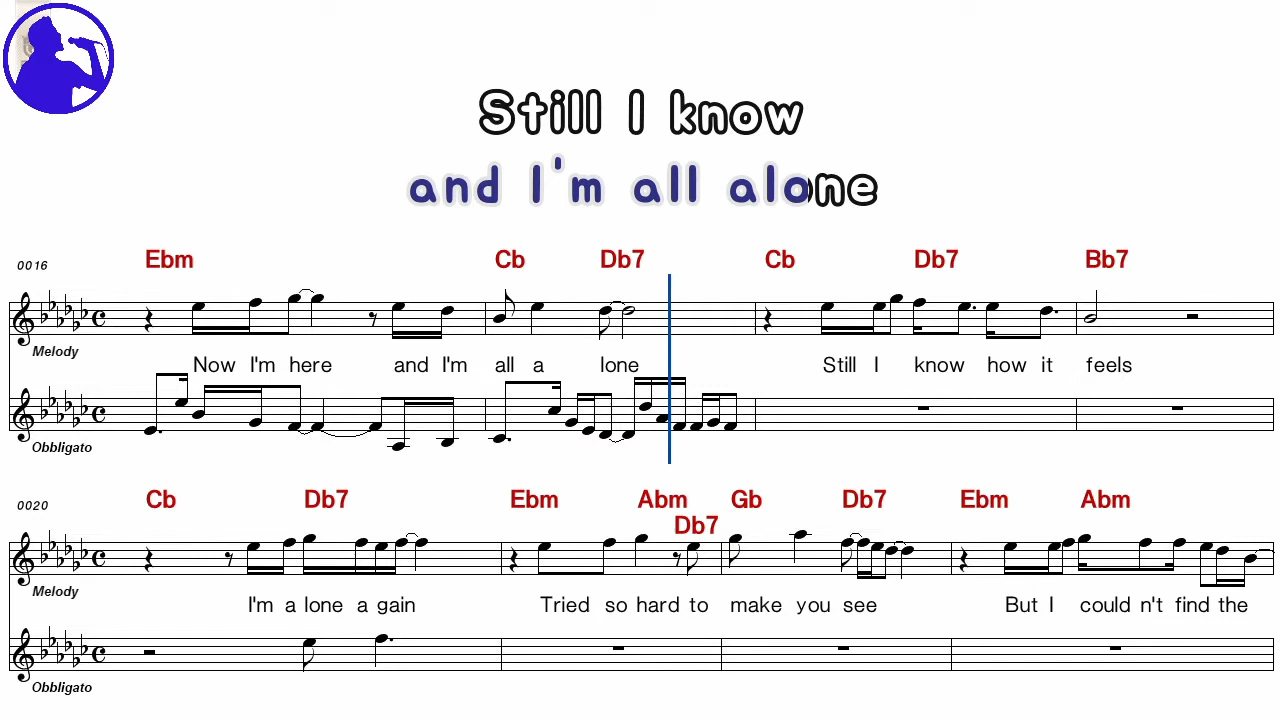 Still I know
and I'm all alone
0016 Ebm Cb Db7 Cb Db7 Bb7
Melody
Now I'm here and I'm all a lone Still I know how it feels
Obbligato
0020 Cb Db7 Ebm Abm Gb Db7 Ebm Abm
Db7
Melody
I'm a lone a gain Tried so hard to make you see But I could n't find the
Obbligato